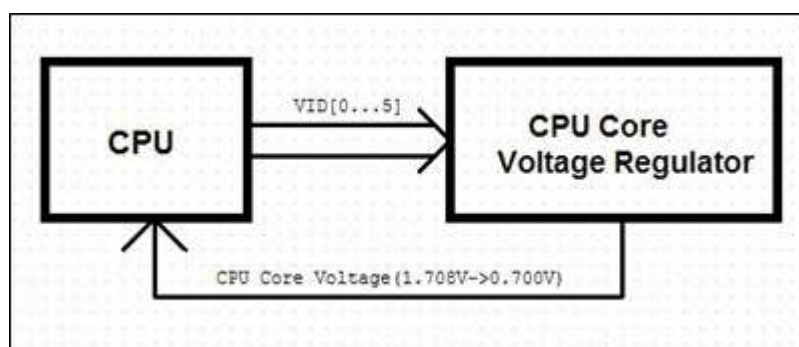 VID[0...5]
CPU
CPU Core
Voltage Regulator
CPU Core Voltage(1.708V->0.700V)